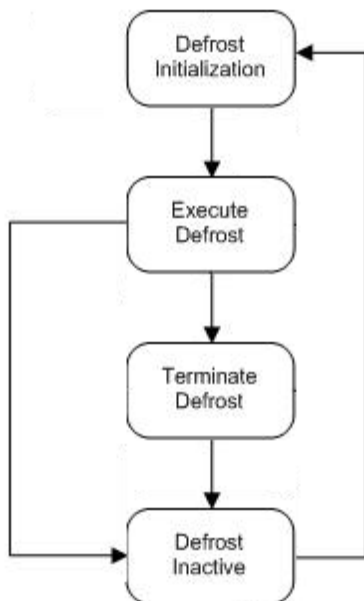 Defrost
Initialization
Execute
Defrost
Terminate
Defrost
Defrost
Inactive